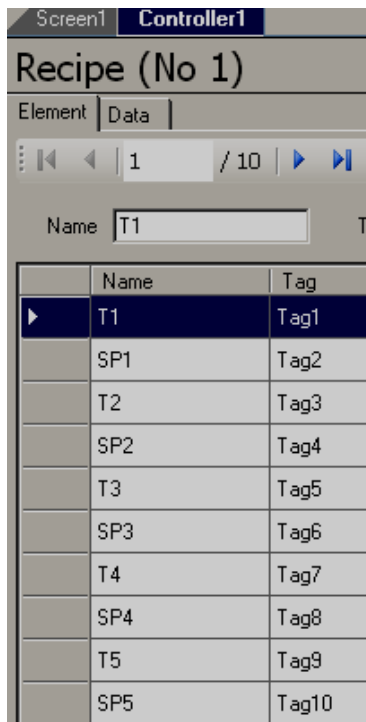 Screen1 Controller1
Recipe (No 1)
Element Data
1 / 10
Name T1 T
Name Tag
T1 Tag1
SP1 Tag2
T2 Tag3
SP2 Tag4
T3 Tag5
SP3 Tag6
T4 Tag7
SP4 Tag8
T5 Tag9
SP5 Tag10